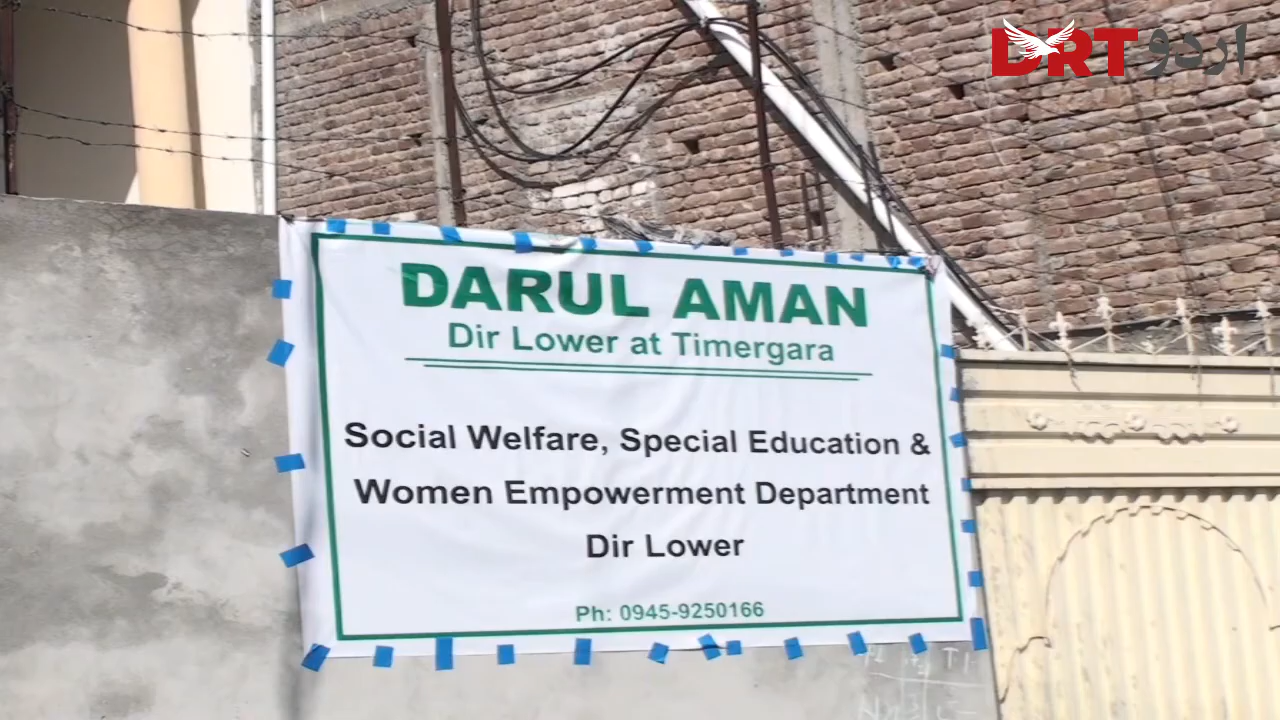 DRT اردو
DARUL AMAN
Dir Lower at Timergara
Social Welfare, Special Education &
Women Empowerment Department
Dir Lower
Ph: 0945-9250166